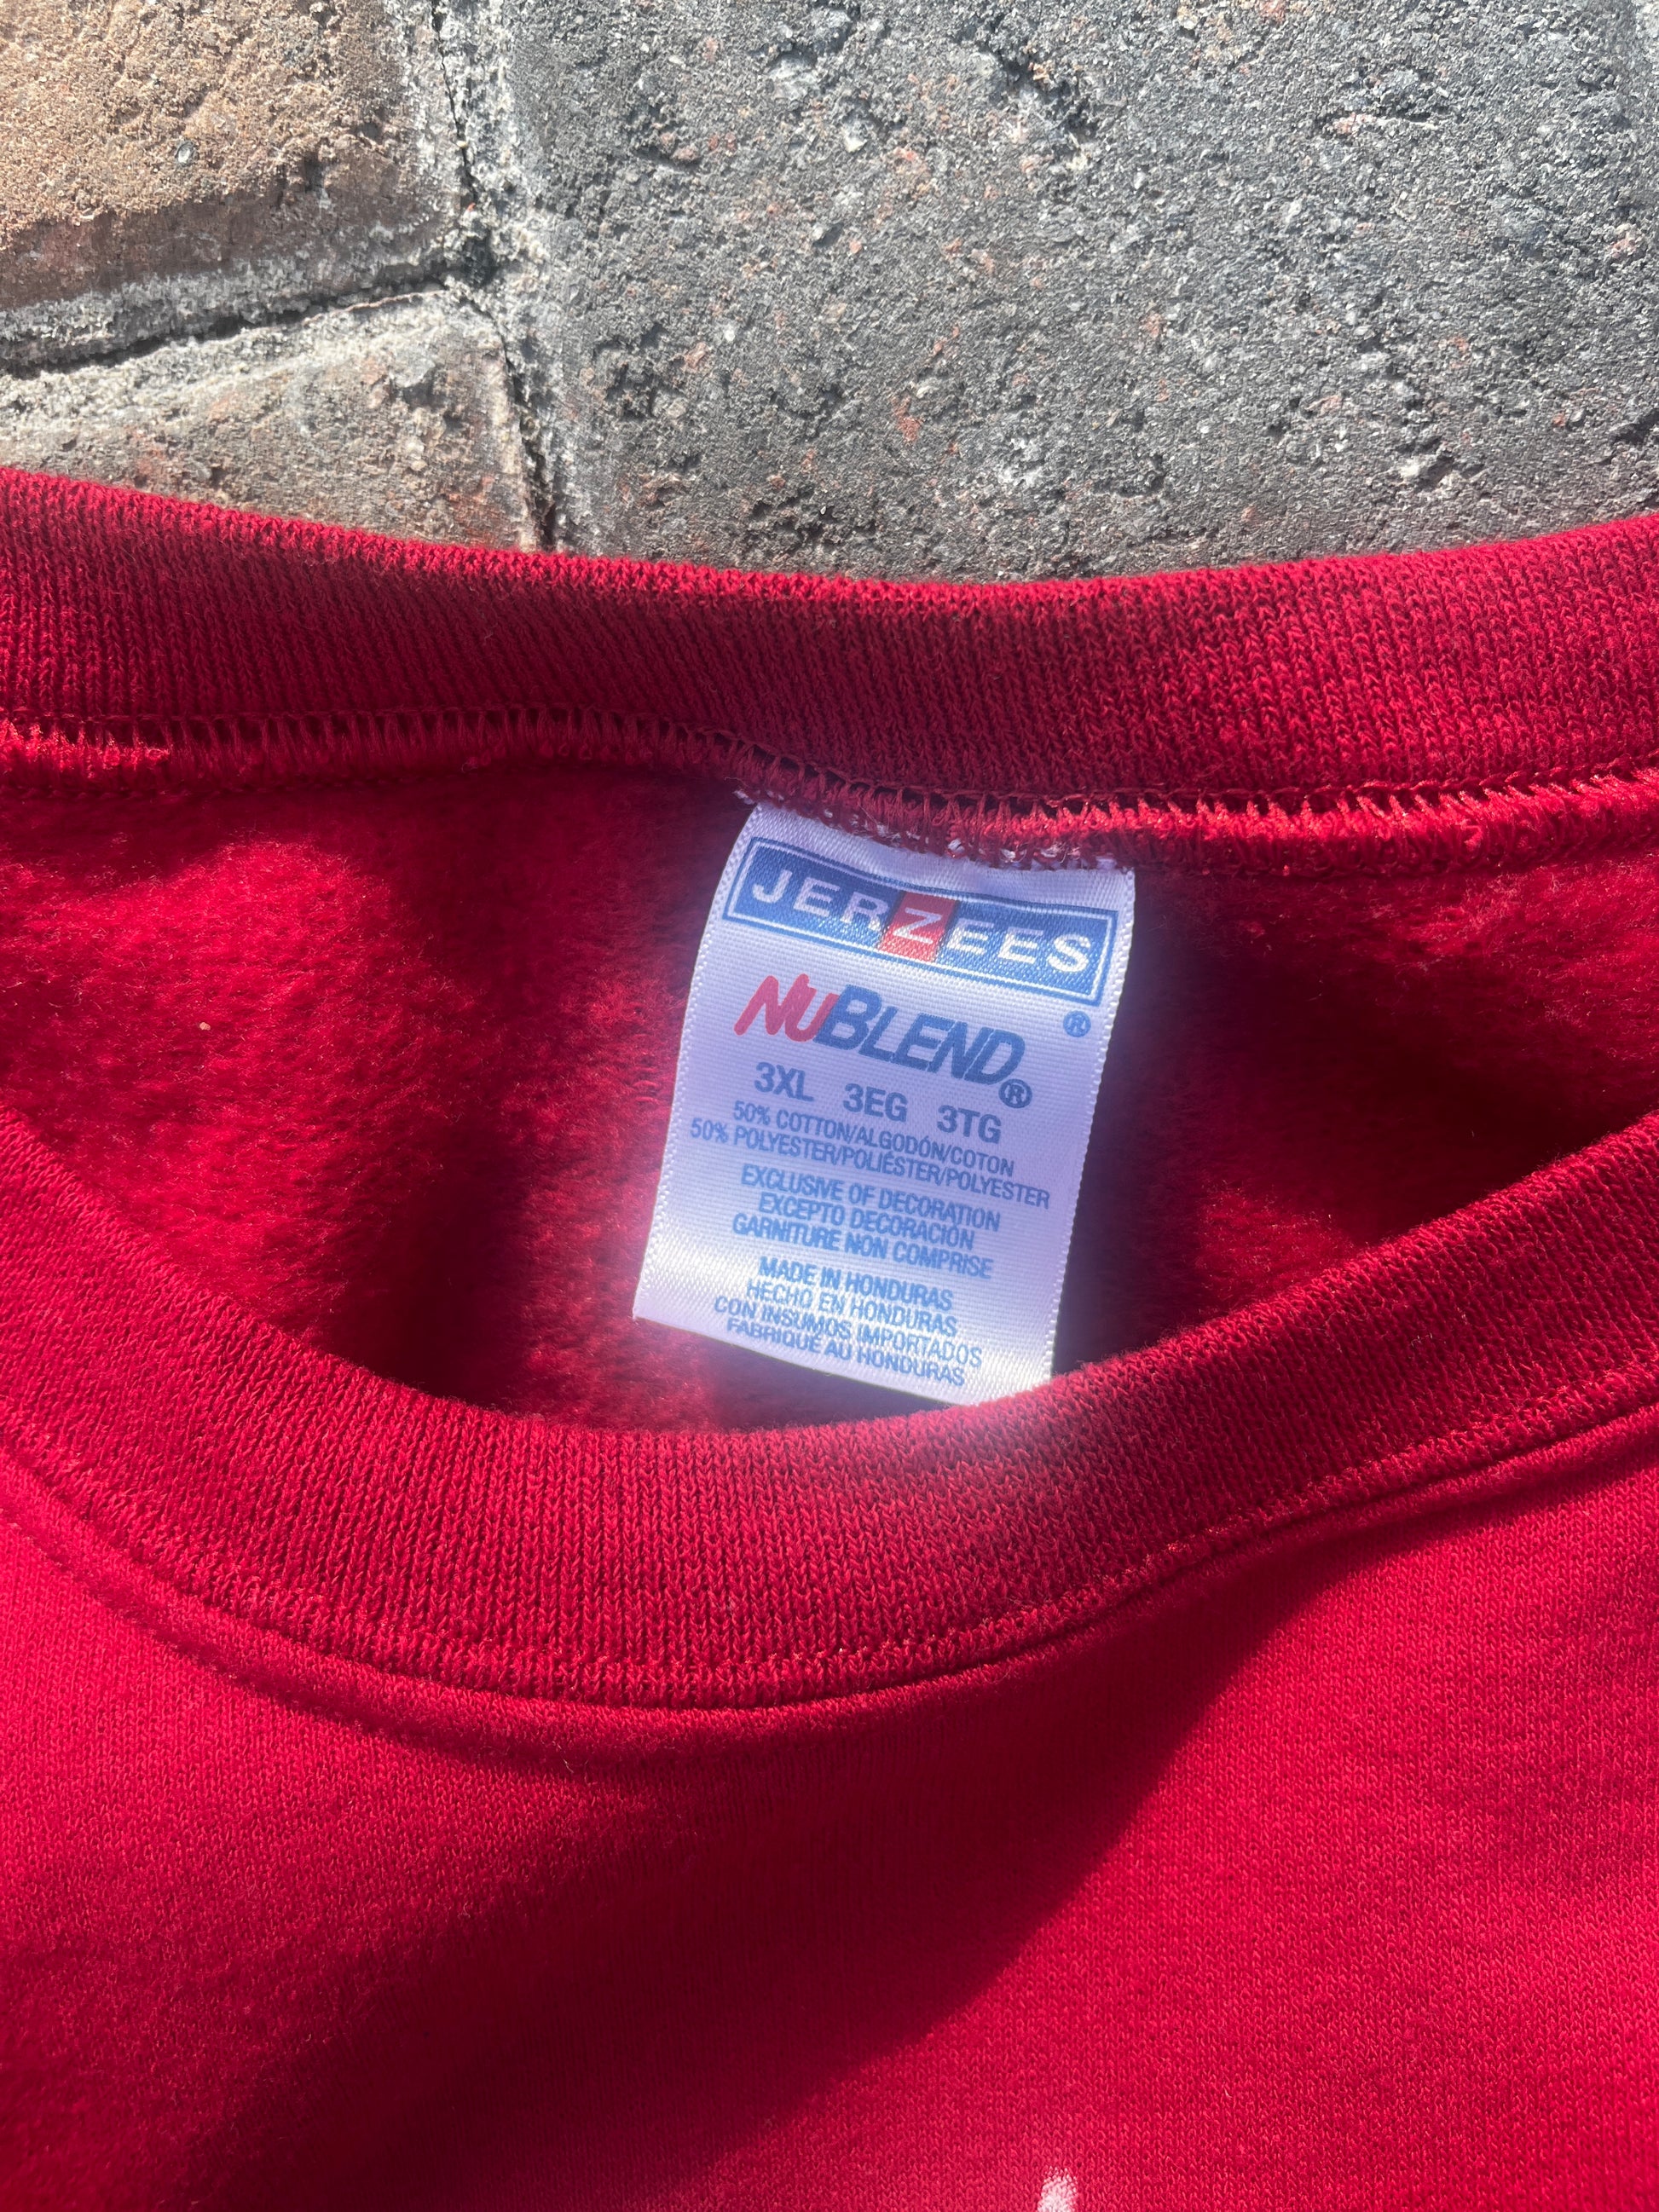 JERZEES
®
NUBLEND®
3XL 3EG 3TG
50% COTTON/ALGODÓN/COTON
50% POLYESTER/POLIÉSTER/POLYESTER
EXCLUSIVE OF DECORATION
EXCEPTO DECORACIÓN
GARNITURE NON COMPRISE
MADE IN HONDURAS
HECHO EN HONDURAS
CON INSUMOS IMPORTADOS
FABRIQUÉ AU HONDURAS